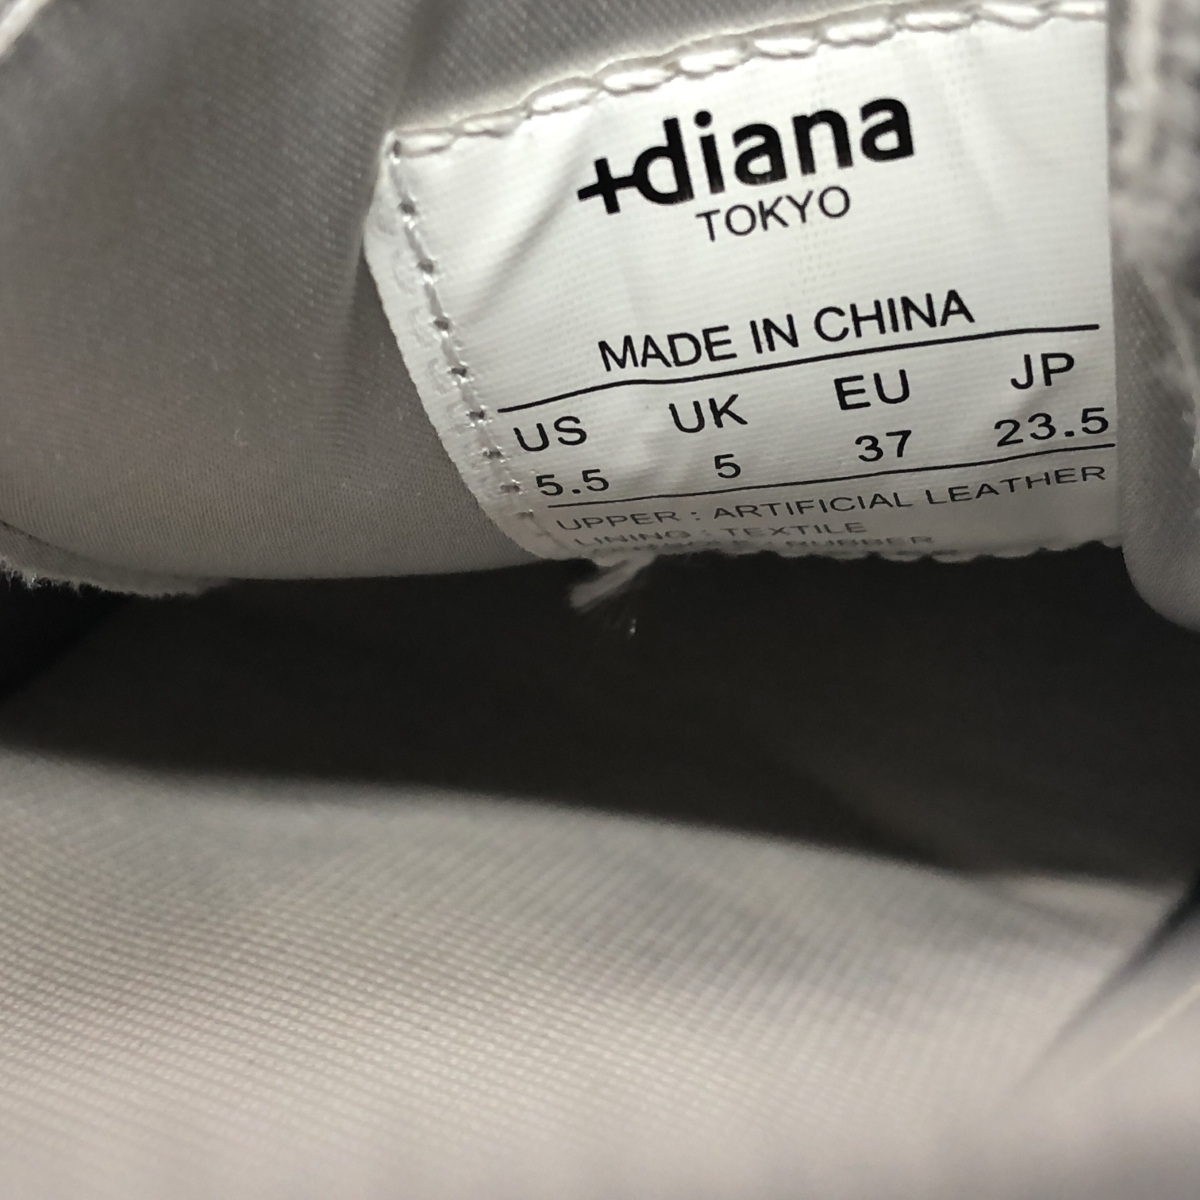 +diana
TOKYO
MADE IN CHINA
US UK EU JP
5.5 5 37 23.5
UPPER : ARTIFICIAL LEATHER
LINING : TEXTILE
: RUBBER